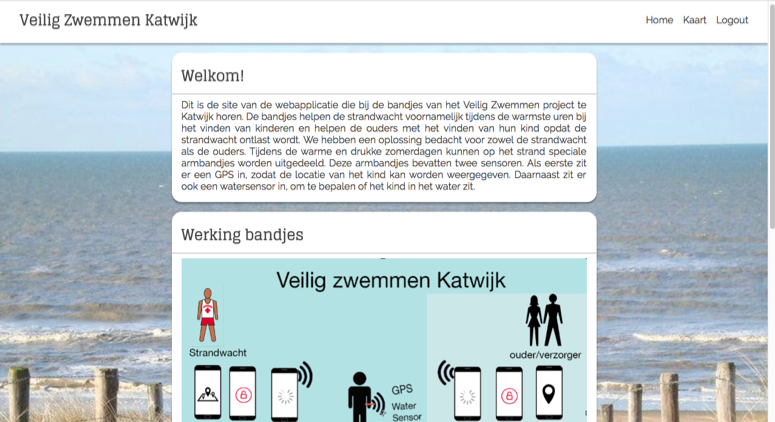 Veilig Zwemmen Katwijk
Home Kaart Logout
Welkom!
Dit is de site van de webapplicatie die bij de bandjes van het Veilig Zwemmen project te
Katwijk horen. De bandjes helpen de strandwacht voornamelijk tijdens de warmste uren bij
het vinden van kinderen en helpen de ouders met het vinden van hun kind opdat de
strandwacht ontlast wordt. We hebben een oplossing bedacht voor zowel de strandwacht
als de ouders. Tijdens de warme en drukke zomerdagen kunnen op het strand speciale
armbandjes worden uitgedeeld. Deze armbandjes bevatten twee sensoren. Als eerste zit
er een GPS in, zodat de locatie van het kind kan worden weergegeven. Daarnaast zit er
ook een watersensor in, om te bepalen of het kind in het water zit.
Werking bandjes
Veilig zwemmen Katwijk
Strandwacht
ouder/verzorger
GPS
Water
Sensor